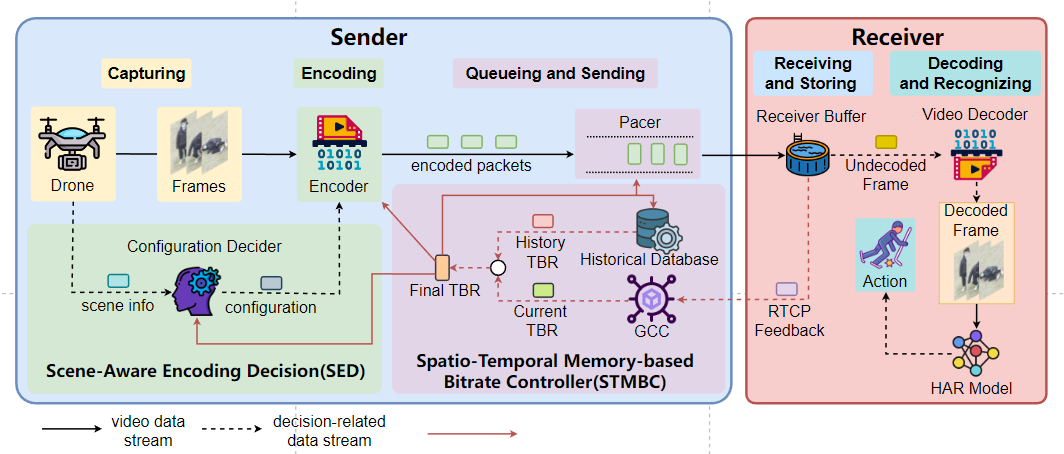 Sender
Receiver
Capturing
Encoding
Queueing and Sending
Receiving
and Storing
Decoding
and Recognizing
Drone
Frames
01010
10101
Encoder
encoded packets
Pacer
Receiver Buffer
Undecoded
Frame
Video Decoder
01010
10101
Decoded
Frame
Action
HAR Model
Configuration Decider
scene info
configuration
Final TBR
History
TBR
Historical Database
Current
TBR
GCC
RTCP
Feedback
Scene-Aware Encoding Decision(SED)
Spatio-Temporal Memory-based
Bitrate Controller(STMBC)
video data
stream
decision-related
data stream